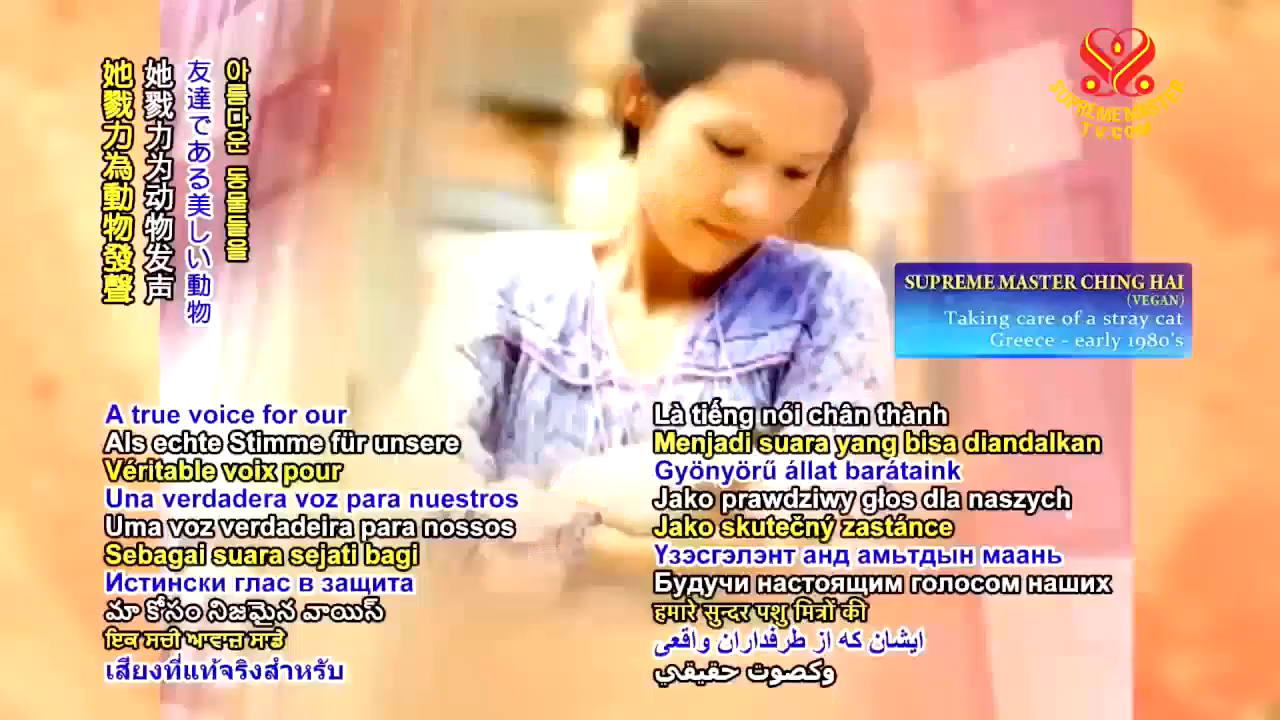 她戮力為動物發聲
她戮力为动物发声
友達である美しい動物
아름다운 동물들을
SUPREME MASTER
TV.COM
SUPREME MASTER CHING HAI
(VEGAN)
Taking care of a stray cat
Greece - early 1980's
A true voice for our
Als echte Stimme für unsere
Véritable voix pour
Una verdadera voz para nuestros
Uma voz verdadeira para nossos
Sebagai suara sejati bagi
Истински глас в защита
మా కోసం నిజమైన వాయిస్
ਇਕ ਸਚੀ ਆਵਾਜ਼ ਸਾਡੇ
เสียงที่แท้จริงสำหรับ
Là tiếng nói chân thành
Menjadi suara yang bisa diandalkan
Gyönyörű állat barátaink
Jako prawdziwy głos dla naszych
Jako skutečný zastánce
Үзэсгэлэнт анд амьтдын маань
Будучи настоящим голосом наших
हमारे सुन्दर पशु मित्रों की
ایشان که از طرفداران واقعی
وكصوت حقيقي